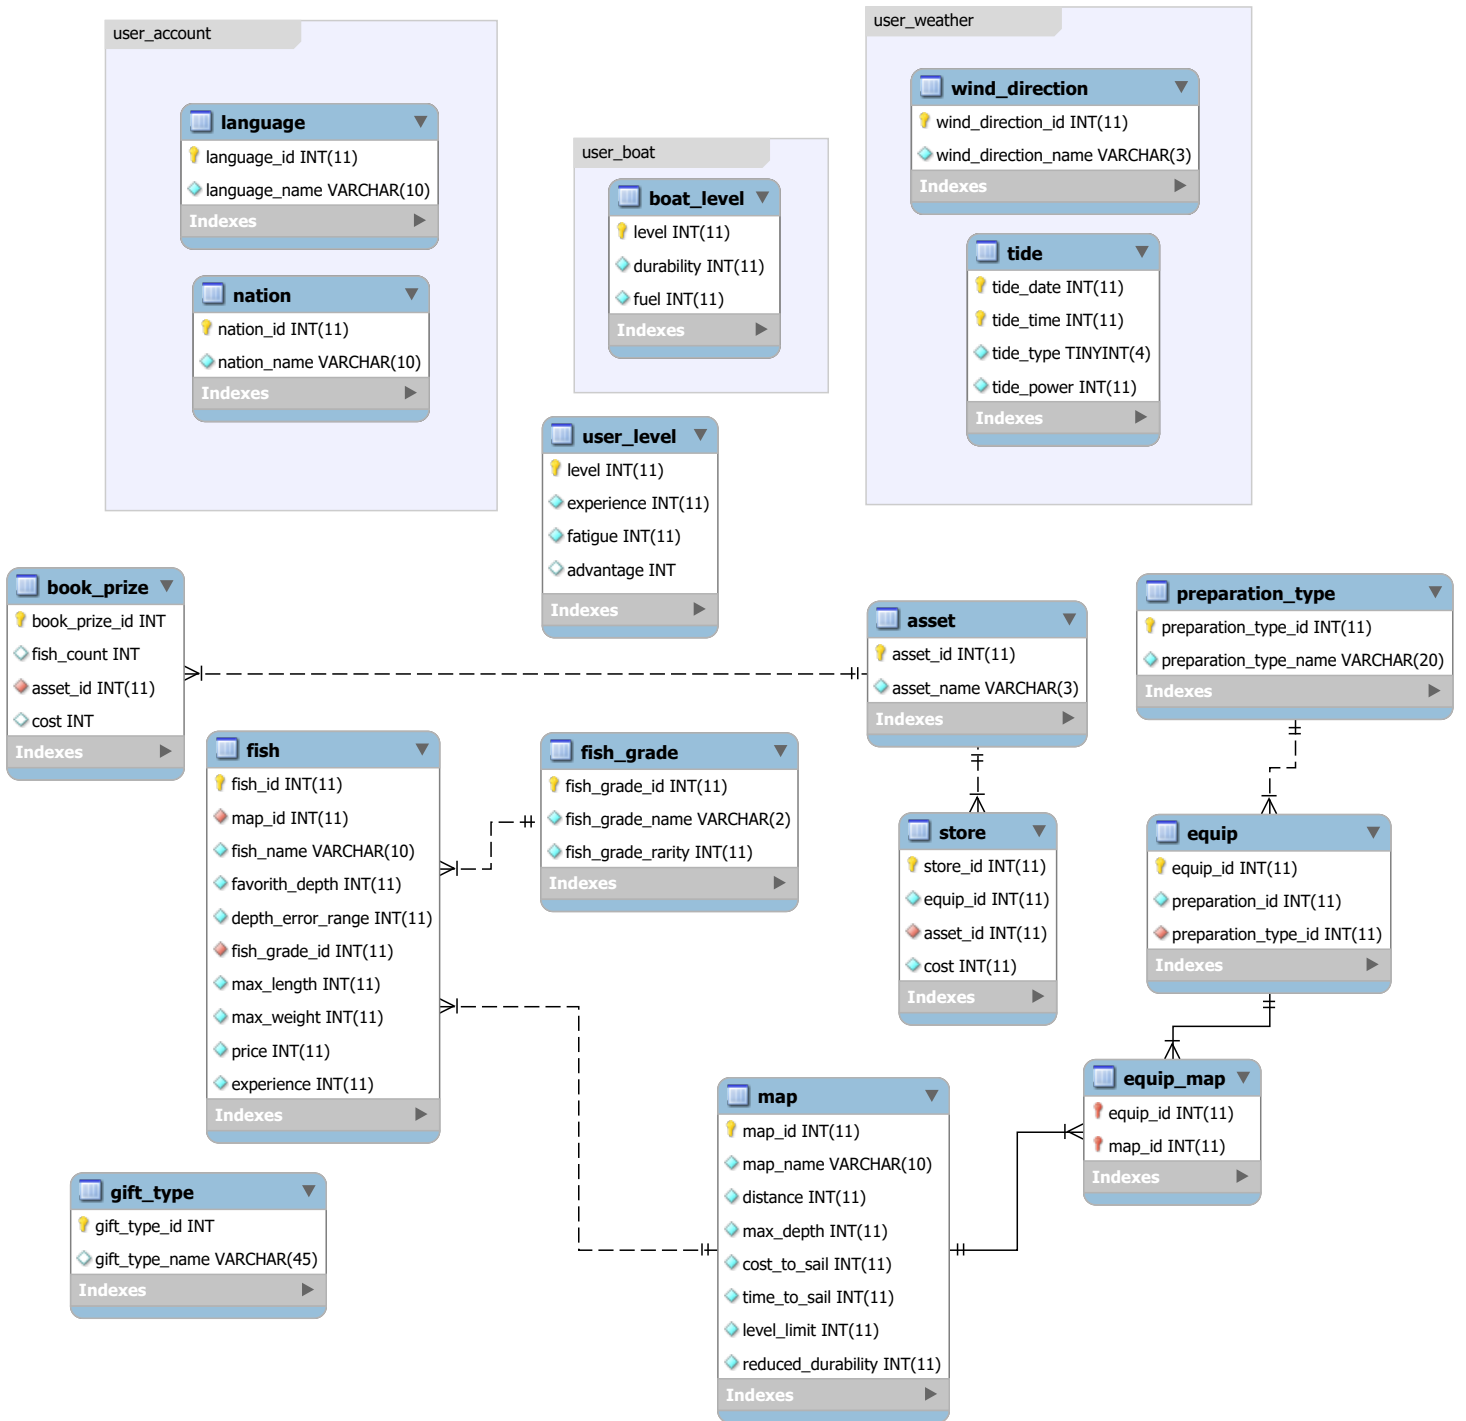 user_account
language
language_id INT(11)
language_name VARCHAR(10)
Indexes
nation
nation_id INT(11)
nation_name VARCHAR(10)
Indexes
user_boat
boat_level
level INT(11)
durability INT(11)
fuel INT(11)
Indexes
user_weather
wind_direction
wind_direction_id INT(11)
wind_direction_name VARCHAR(3)
Indexes
tide
tide_date INT(11)
tide_time INT(11)
tide_type TINYINT(4)
tide_power INT(11)
Indexes
user_level
level INT(11)
experience INT(11)
fatigue INT(11)
advantage INT
Indexes
book_prize
book_prize_id INT
fish_count INT
asset_id INT(11)
cost INT
Indexes
asset
asset_id INT(11)
asset_name VARCHAR(3)
Indexes
preparation_type
preparation_type_id INT(11)
preparation_type_name VARCHAR(20)
Indexes
fish
fish_id INT(11)
map_id INT(11)
fish_name VARCHAR(10)
favorith_depth INT(11)
depth_error_range INT(11)
fish_grade_id INT(11)
max_length INT(11)
max_weight INT(11)
price INT(11)
experience INT(11)
Indexes
fish_grade
fish_grade_id INT(11)
fish_grade_name VARCHAR(2)
fish_grade_rarity INT(11)
Indexes
store
store_id INT(11)
equip_id INT(11)
asset_id INT(11)
cost INT(11)
Indexes
equip
equip_id INT(11)
preparation_id INT(11)
preparation_type_id INT(11)
Indexes
equip_map
equip_id INT(11)
map_id INT(11)
Indexes
map
map_id INT(11)
map_name VARCHAR(10)
distance INT(11)
max_depth INT(11)
cost_to_sail INT(11)
time_to_sail INT(11)
level_limit INT(11)
reduced_durability INT(11)
Indexes
gift_type
gift_type_id INT
gift_type_name VARCHAR(45)
Indexes